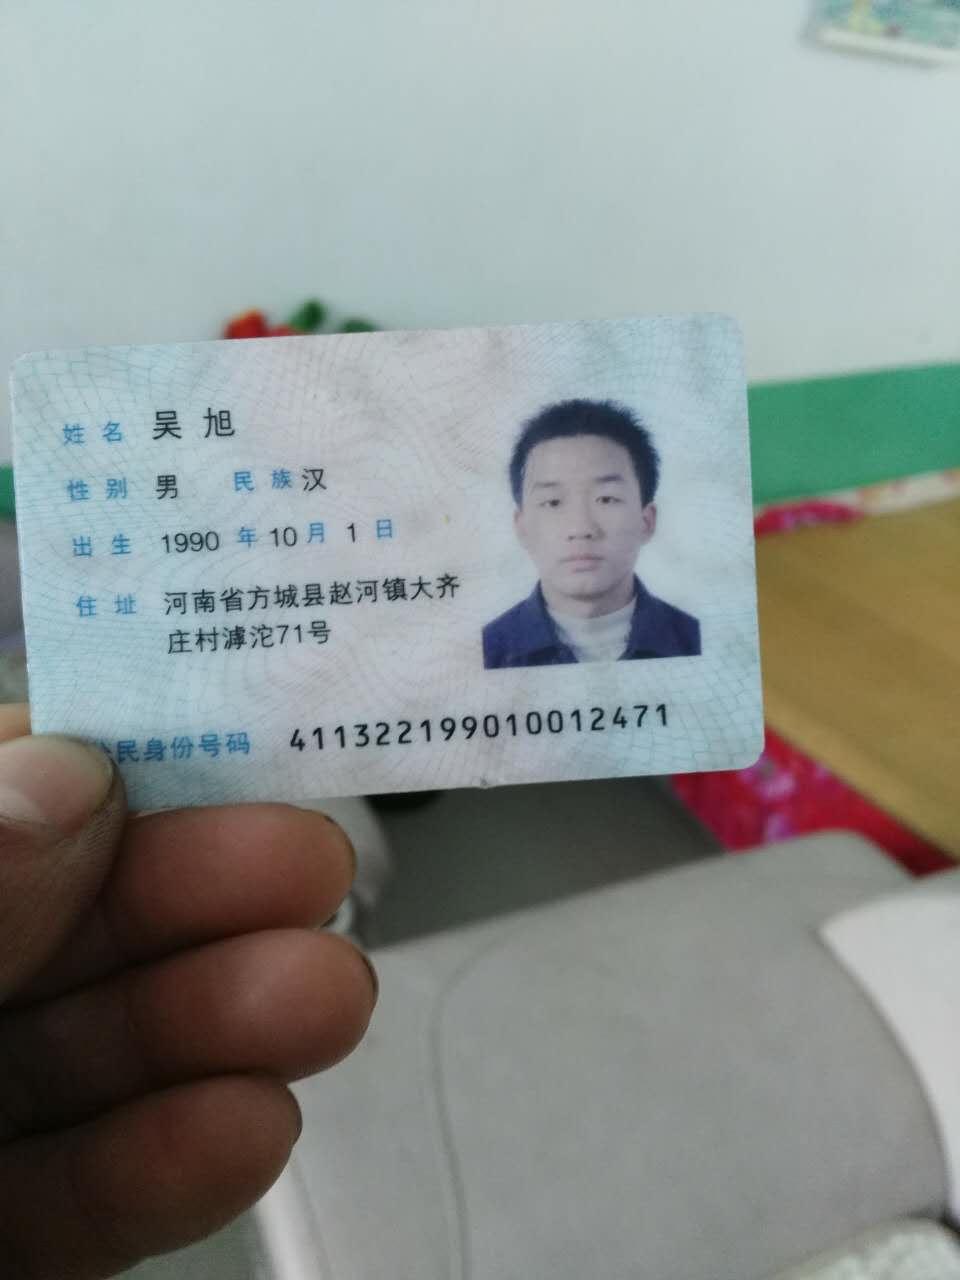 姓名 吴旭
性别 男 民族 汉
出生 1990 年 10 月 1 日
住址 河南省方城县赵河镇大齐
庄村滹沱71号
公民身份号码 411322199010012471